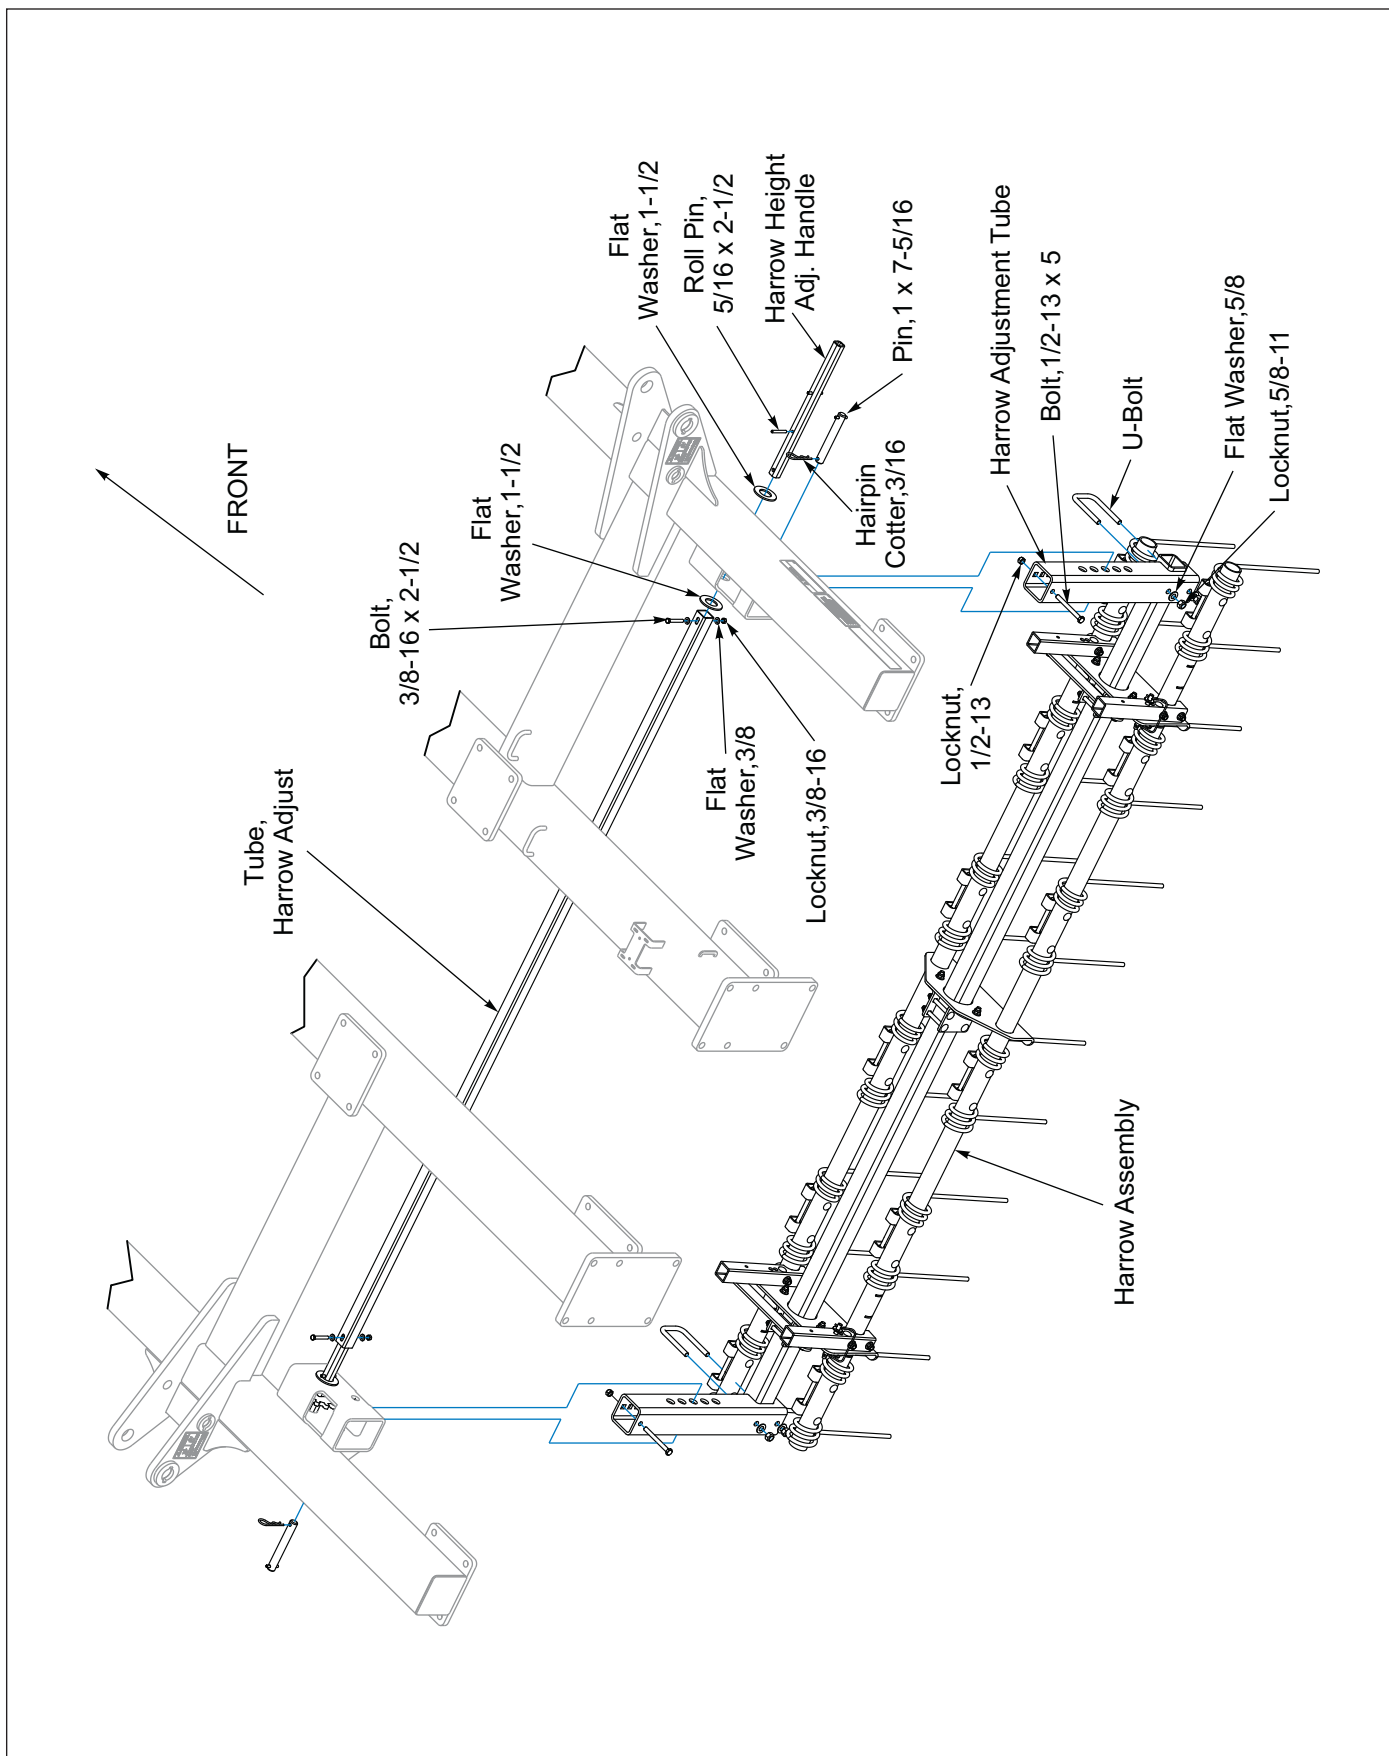 FRONT
Tube,
Harrow Adjust
Bolt,
3/8-16 x 2-1/2
Flat
Washer,1-1/2
Flat
Washer,1-1/2
Roll Pin,
5/16 x 2-1/2
Harrow Height
Adj. Handle
Pin,1 x 7-5/16
Hairpin
Cotter,3/16
Flat
Washer,3/8
Locknut,3/8-16
Locknut,
1/2-13
Harrow Adjustment Tube
Bolt,1/2-13 x 5
U-Bolt
Flat Washer,5/8
Locknut,5/8-11
Harrow Assembly